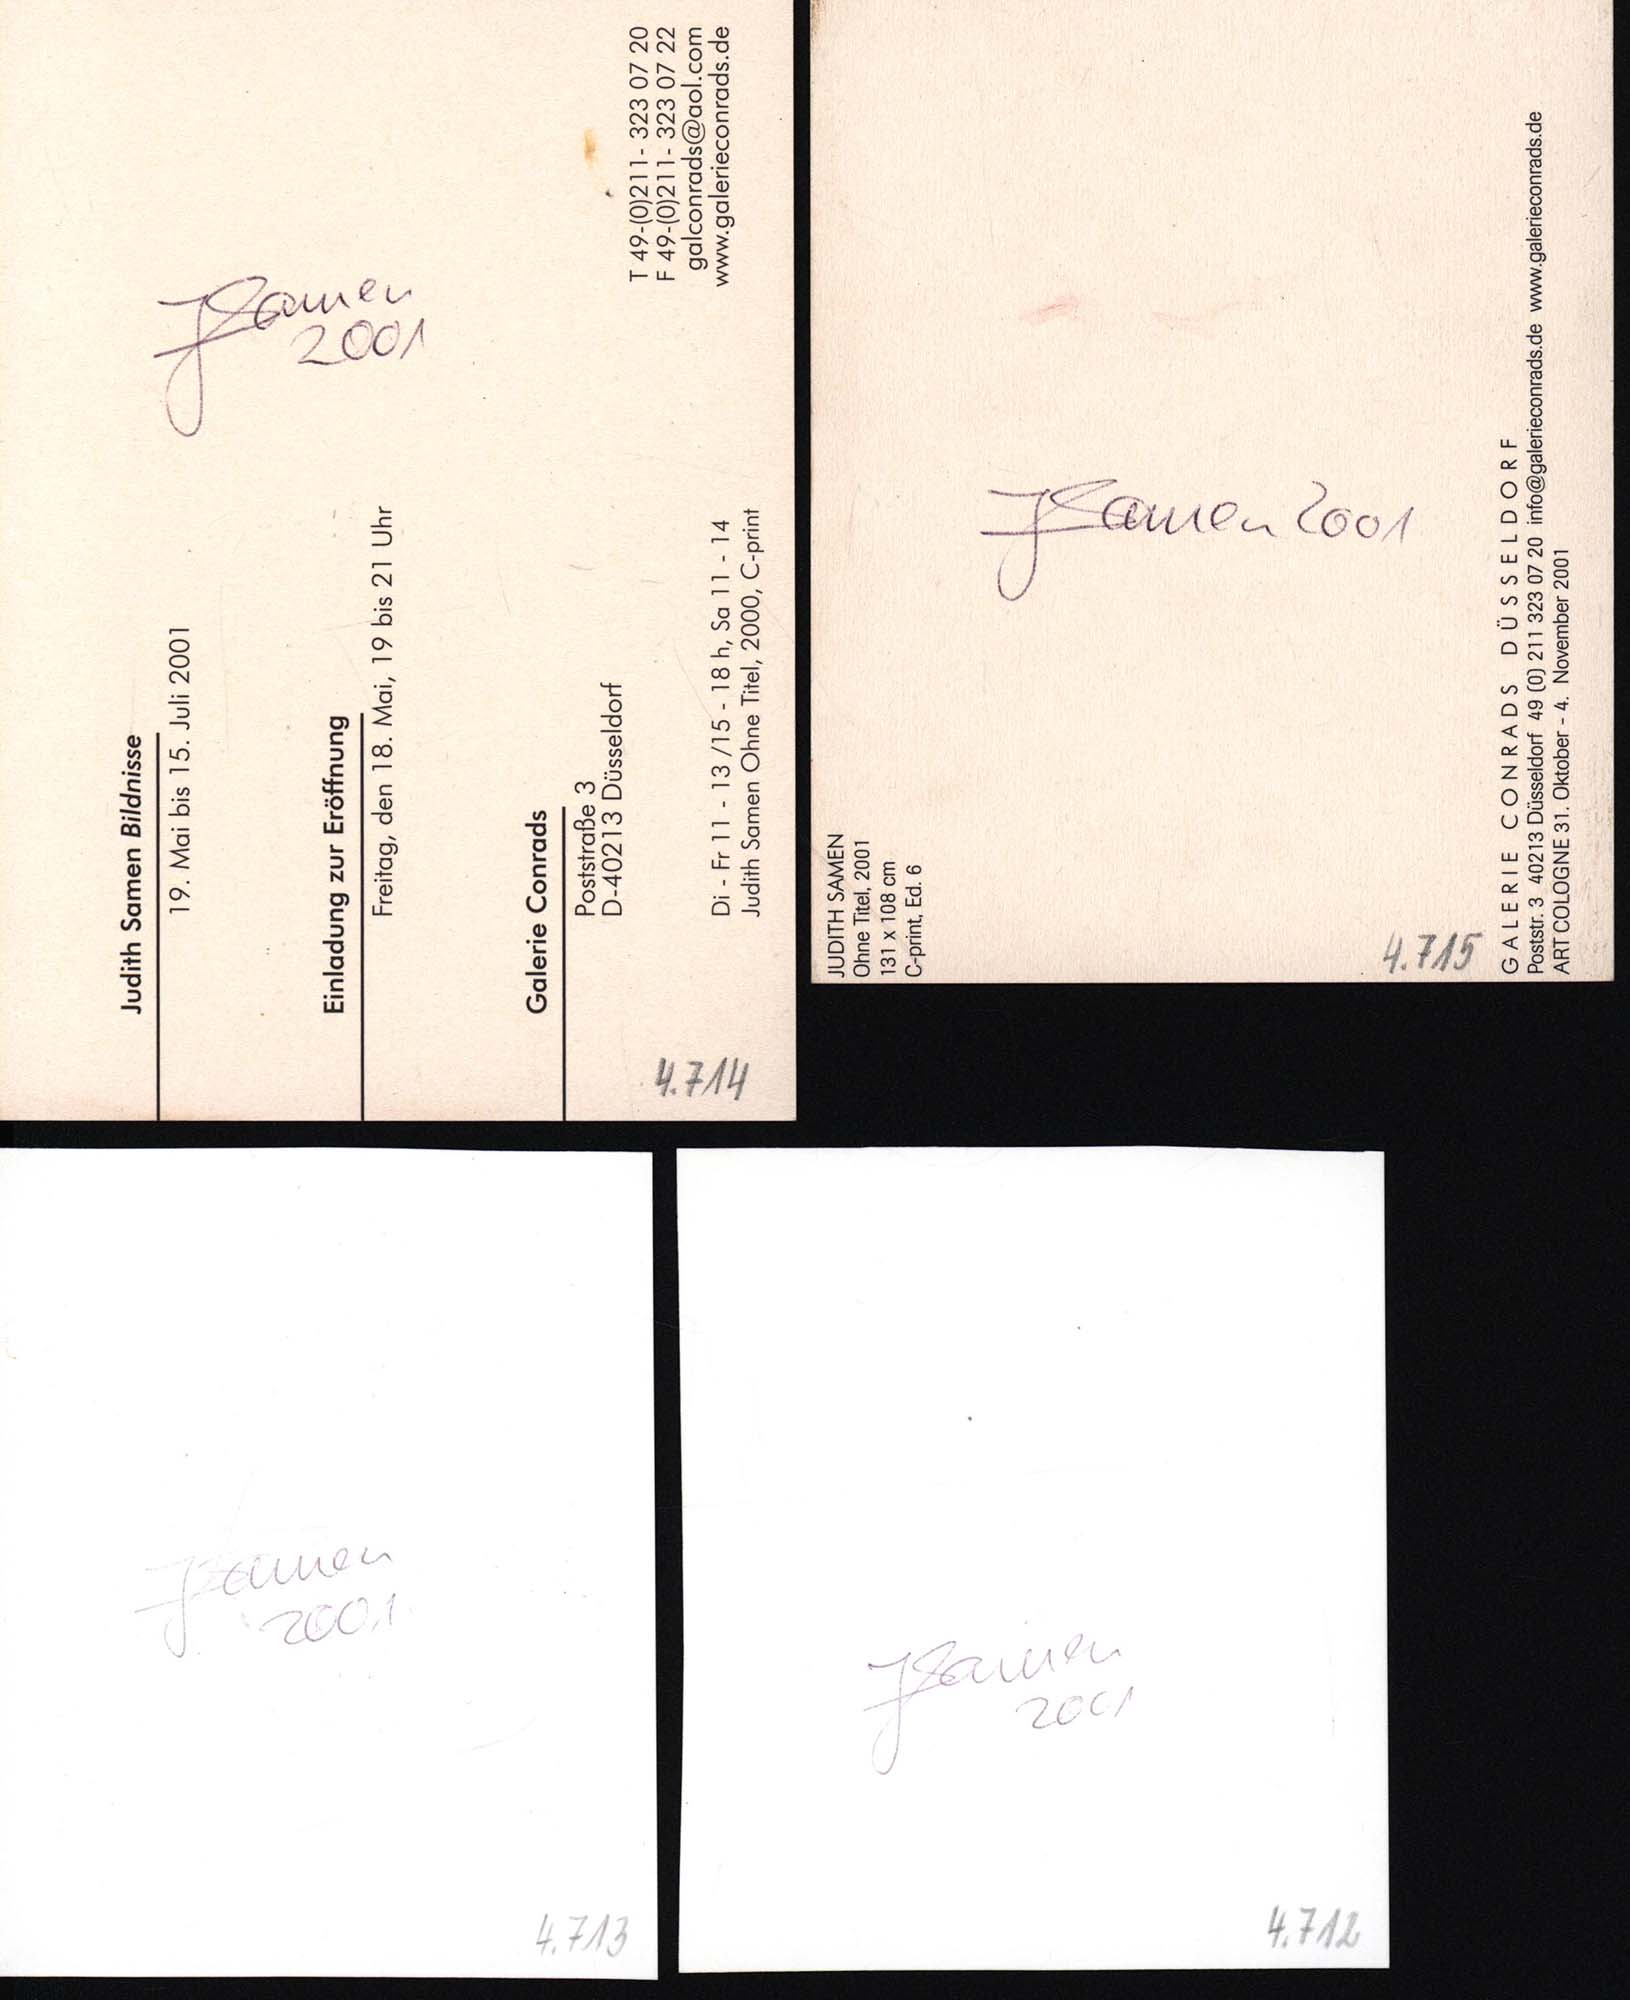 Judith Samen Bildnisse
19. Mai bis 15. Juli 2001
Einladung zur Eröffnung
Freitag, den 18. Mai, 19 bis 21 Uhr
Galerie Conrads
Poststraße 3
D-40213 Düsseldorf
Di - Fr 11 - 13 /15 - 18 h, Sa 11 - 14
Judith Samen Ohne Titel, 2000, C-print
T 49-(0)211- 323 07 20
F 49-(0)211- 323 07 22
galconrads@aol.com
www.galerieconrads.de
JSamen
2001
4.714
JUDITH SAMEN
Ohne Titel, 2001
131 x 108 cm
C-print, Ed. 6
JSamen 2001
GALERIE CONRADS DÜSSELDORF
Poststr. 3 40213 Düsseldorf 49 (0) 211 323 07 20 info@galerieconrads.de www.galerieconrads.de
ART COLOGNE 31. Oktober - 4. November 2001
4.715
JSamen
2001
4.713
JSamen
2001
4.712